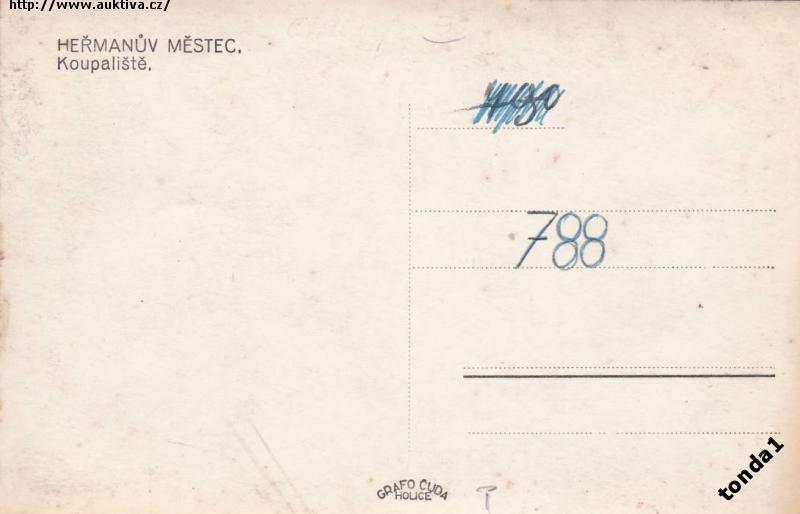 http://www.auktiva.cz/
HEŘMANŮV MĚSTEC.
Koupaliště.
788
GRAFO ČUDA
HOLICE
tonda1